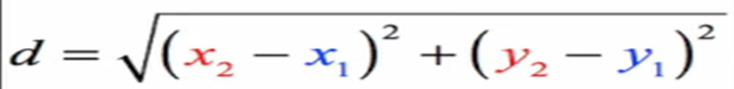 d = √(x₂ − x₁)² + (y₂ − y₁)²